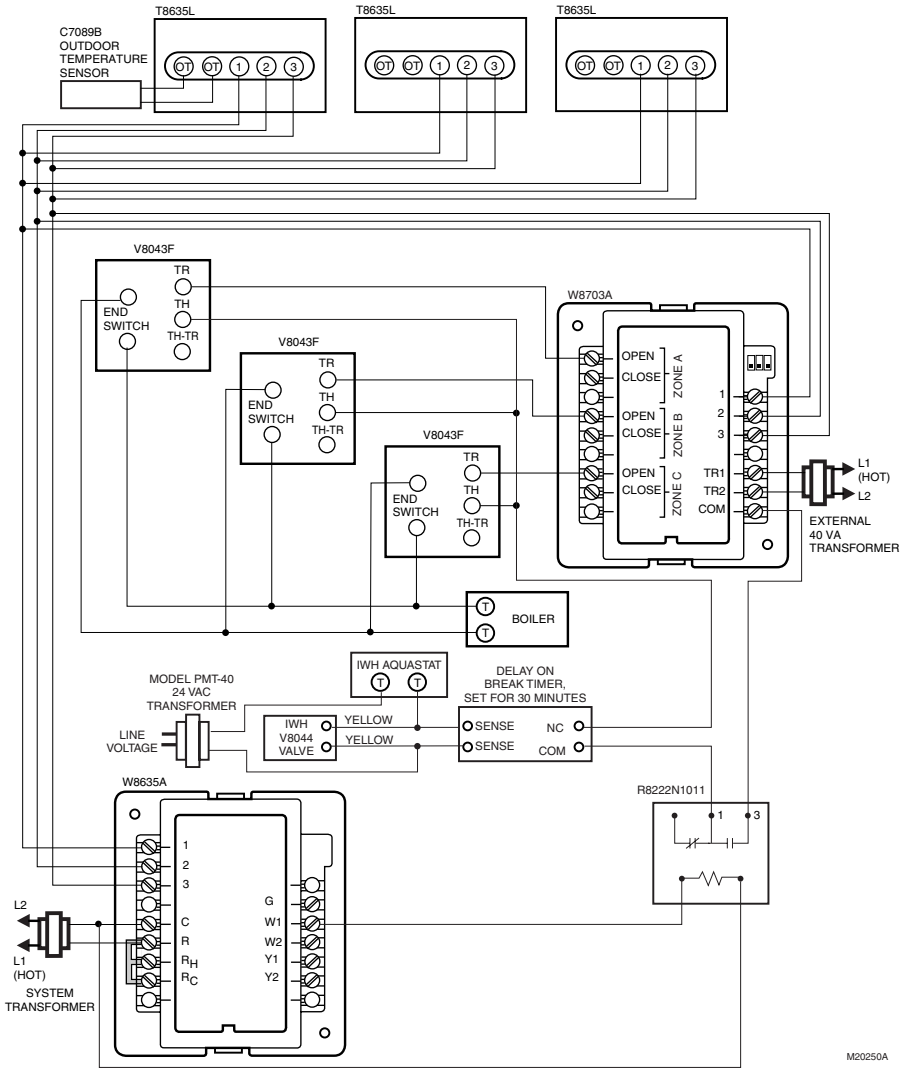 T8635L
T8635L
T8635L
C7089B
OUTDOOR
TEMPERATURE
SENSOR
OT OT 1 2 3
OT OT 1 2 3
OT OT 1 2 3
V8043F
TR
TH
TH-TR
END
SWITCH
V8043F
TR
TH
TH-TR
END
SWITCH
V8043F
TR
TH
TH-TR
END
SWITCH
W8703A
OPEN
CLOSE
ZONE A
OPEN
CLOSE
ZONE B
OPEN
CLOSE
ZONE C
1
2
3
TR1
TR2
COM
L1
(HOT)
L2
EXTERNAL
40 VA
TRANSFORMER
T
T
BOILER
IWH AQUASTAT
T T
MODEL PMT-40
24 VAC
TRANSFORMER
LINE
VOLTAGE
IWH
V8044
VALVE
YELLOW
YELLOW
DELAY ON
BREAK TIMER,
SET FOR 30 MINUTES
SENSE
SENSE
NC
COM
R8222N1011
1 3
W8635A
1
2
3
C
R
RH
RC
G
W1
W2
Y1
Y2
L2
L1
(HOT)
SYSTEM
TRANSFORMER
M20250A